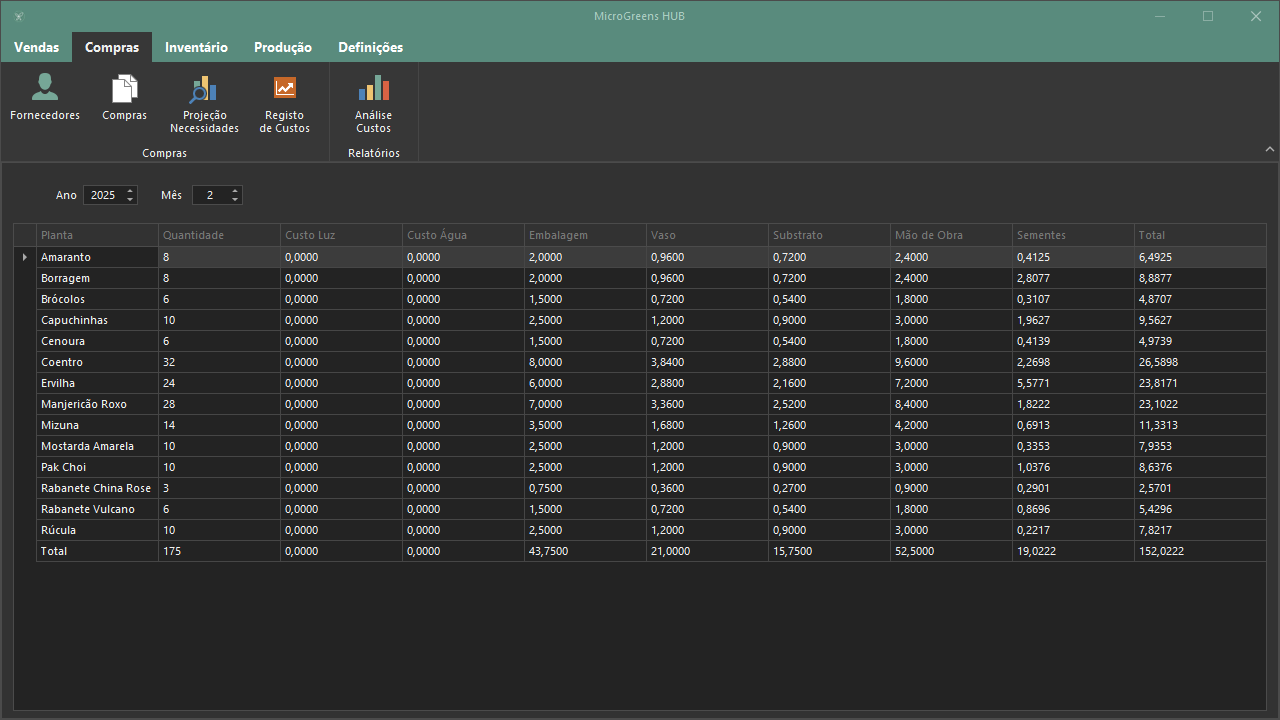 MicroGreens HUB
Vendas Compras Inventário Produção Definições
Fornecedores
Compras
Projeção
Necessidades
Registo
de Custos
Análise
Custos
Compras
Relatórios
Ano 2025 Mês 2
Planta Quantidade Custo Luz Custo Água Embalagem Vaso Substrato Mão de Obra Sementes Total
Amaranto 8 0,0000 0,0000 2,0000 0,9600 0,7200 2,4000 0,4125 6,4925
Borragem 8 0,0000 0,0000 2,0000 0,9600 0,7200 2,4000 2,8077 8,8877
Brócolos 6 0,0000 0,0000 1,5000 0,7200 0,5400 1,8000 0,3107 4,8707
Capuchinhas 10 0,0000 0,0000 2,5000 1,2000 0,9000 3,0000 1,9627 9,5627
Cenoura 6 0,0000 0,0000 1,5000 0,7200 0,5400 1,8000 0,4139 4,9739
Coentro 32 0,0000 0,0000 8,0000 3,8400 2,8800 9,6000 2,2698 26,5898
Ervilha 24 0,0000 0,0000 6,0000 2,8800 2,1600 7,2000 5,5771 23,8171
Manjericão Roxo 28 0,0000 0,0000 7,0000 3,3600 2,5200 8,4000 1,8222 23,1022
Mizuna 14 0,0000 0,0000 3,5000 1,6800 1,2600 4,2000 0,6913 11,3313
Mostarda Amarela 10 0,0000 0,0000 2,5000 1,2000 0,9000 3,0000 0,3353 7,9353
Pak Choi 10 0,0000 0,0000 2,5000 1,2000 0,9000 3,0000 1,0376 8,6376
Rabanete China Rose 3 0,0000 0,0000 0,7500 0,3600 0,2700 0,9000 0,2901 2,5701
Rabanete Vulcano 6 0,0000 0,0000 1,5000 0,7200 0,5400 1,8000 0,8696 5,4296
Rúcula 10 0,0000 0,0000 2,5000 1,2000 0,9000 3,0000 0,2217 7,8217
Total 175 0,0000 0,0000 43,7500 21,0000 15,7500 52,5000 19,0222 152,0222